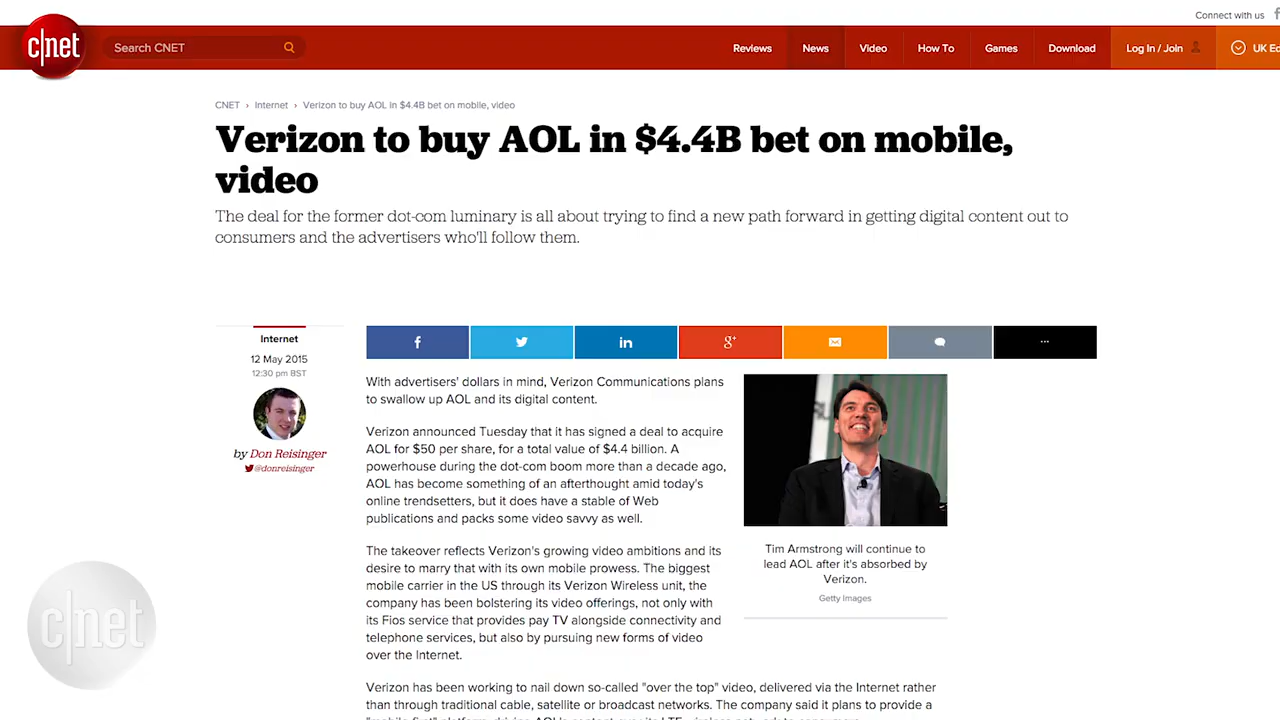 Connect with us
c|net
Search CNET
Reviews
News
Video
How To
Games
Download
Log In / Join
UK Ed
CNET › Internet › Verizon to buy AOL in $4.4B bet on mobile, video
Verizon to buy AOL in $4.4B bet on mobile,
video
The deal for the former dot-com luminary is all about trying to find a new path forward in getting digital content out to
consumers and the advertisers who'll follow them.
Internet
12 May 2015
12:30 pm BST
by Don Reisinger
@donreisinger
f
in
g+
...
With advertisers' dollars in mind, Verizon Communications plans
to swallow up AOL and its digital content.
Verizon announced Tuesday that it has signed a deal to acquire
AOL for $50 per share, for a total value of $4.4 billion. A
powerhouse during the dot-com boom more than a decade ago,
AOL has become something of an afterthought amid today's
online trendsetters, but it does have a stable of Web
publications and packs some video savvy as well.
The takeover reflects Verizon's growing video ambitions and its
desire to marry that with its own mobile prowess. The biggest
mobile carrier in the US through its Verizon Wireless unit, the
company has been bolstering its video offerings, not only with
its Fios service that provides pay TV alongside connectivity and
telephone services, but also by pursuing new forms of video
over the Internet.
Verizon has been working to nail down so-called "over the top" video, delivered via the Internet rather
than through traditional cable, satellite or broadcast networks. The company said it plans to provide a
Tim Armstrong will continue to
lead AOL after it's absorbed by
Verizon.
Getty Images
c|net